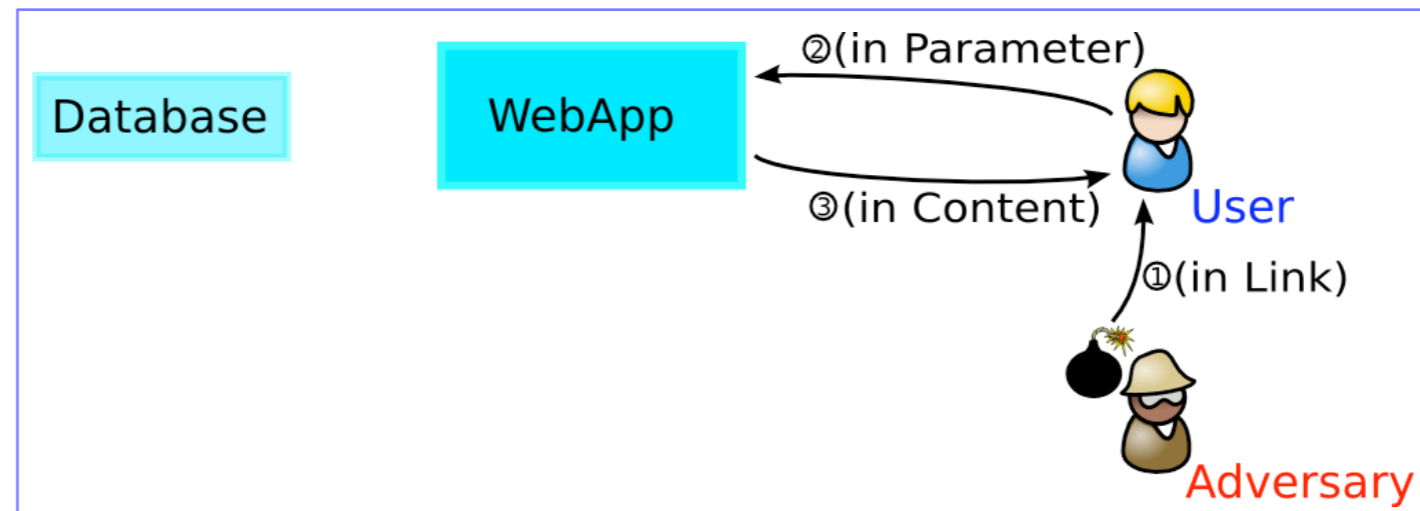 ②(in Parameter)
Database
WebApp
③(in Content)
User
①(in Link)
Adversary